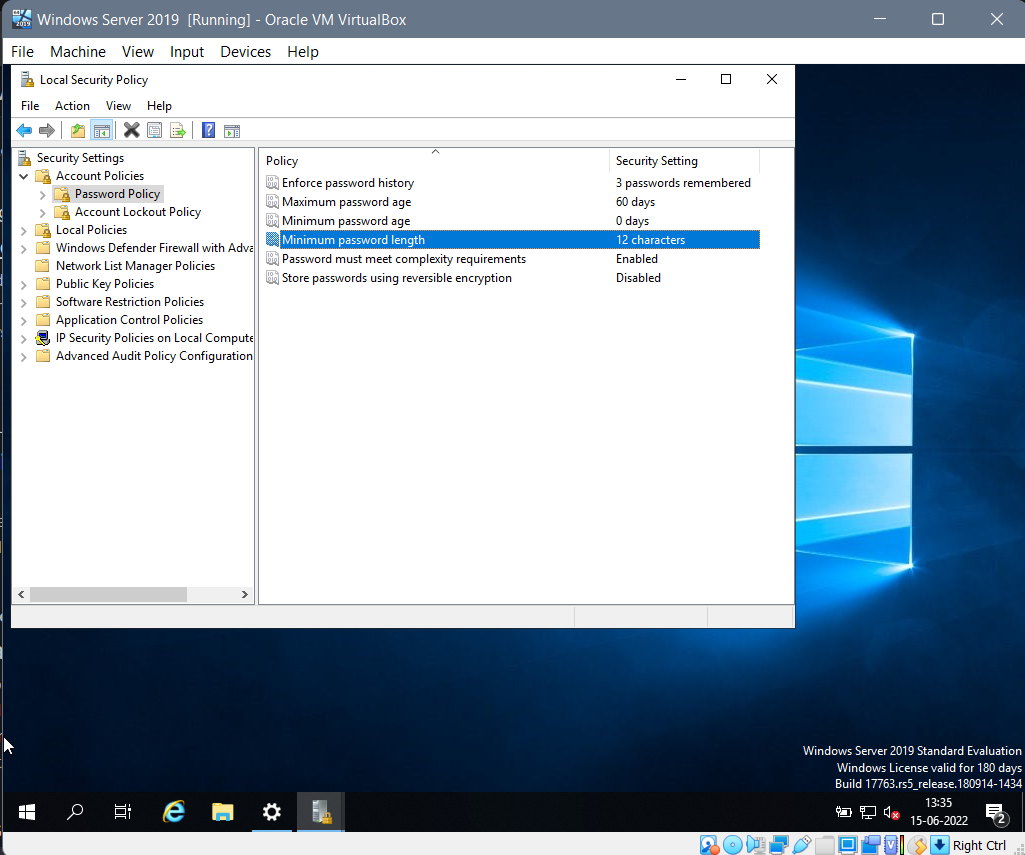 Windows Server 2019 [Running] - Oracle VM VirtualBox
File Machine View Input Devices Help
Local Security Policy
File Action View Help
Security Settings
Account Policies
Password Policy
Account Lockout Policy
Local Policies
Windows Defender Firewall with Adva
Network List Manager Policies
Public Key Policies
Software Restriction Policies
Application Control Policies
IP Security Policies on Local Compute
Advanced Audit Policy Configuration
Policy Security Setting
Enforce password history 3 passwords remembered
Maximum password age 60 days
Minimum password age 0 days
Minimum password length 12 characters
Password must meet complexity requirements Enabled
Store passwords using reversible encryption Disabled
Windows Server 2019 Standard Evaluation
Windows License valid for 180 days
Build 17763.rs5_release.180914-1434
13:35
15-06-2022
2
Right Ctrl